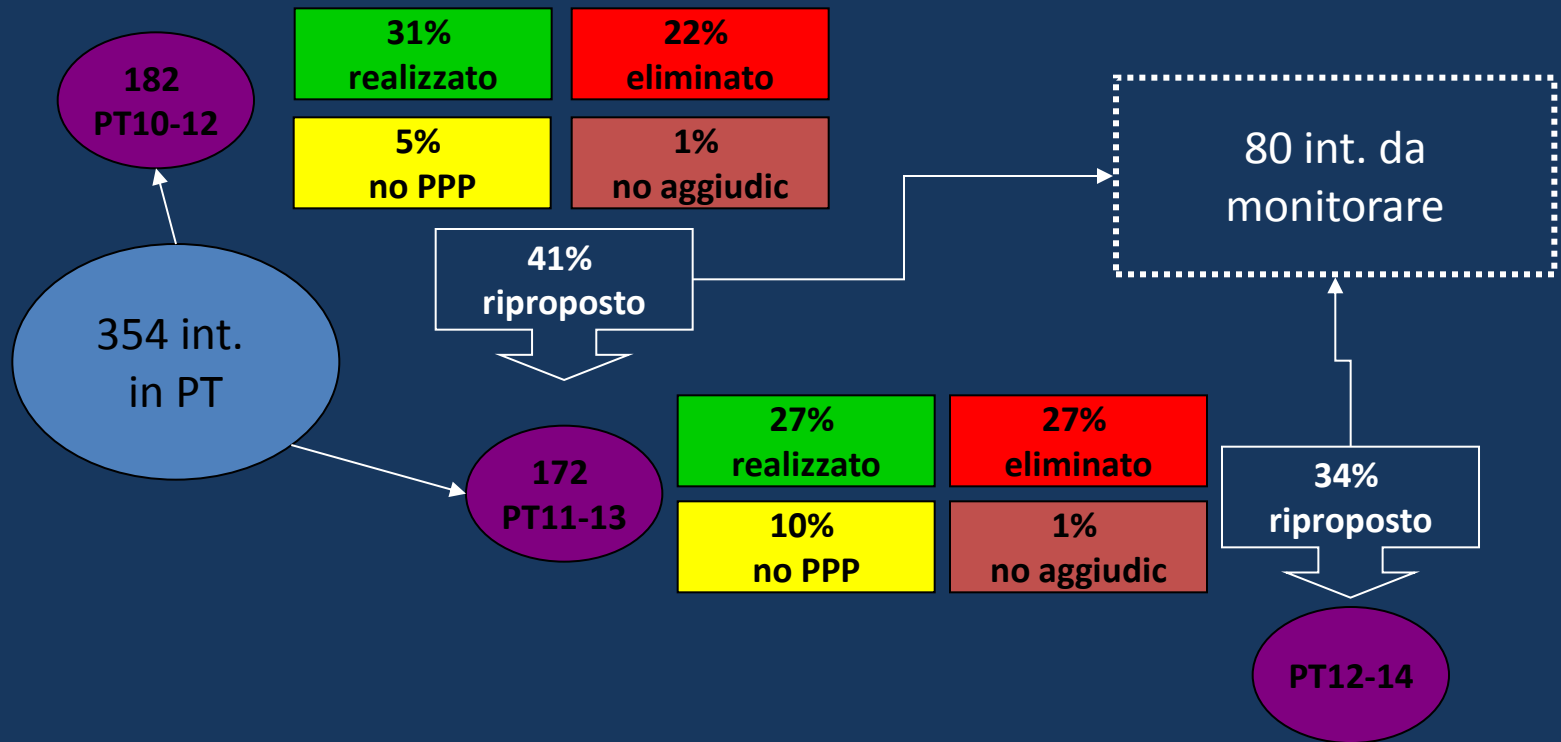 182
PT10-12
31%
realizzato
22%
eliminato
5%
no PPP
1%
no aggiudic
80 int. da
monitorare
41%
riproposto
354 int.
in PT
172
PT11-13
27%
realizzato
27%
eliminato
10%
no PPP
1%
no aggiudic
34%
riproposto
PT12-14